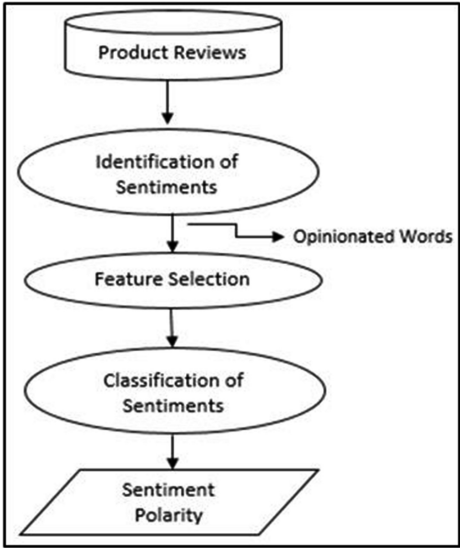 Product Reviews
Identification of
Sentiments
Opinionated Words
Feature Selection
Classification of
Sentiments
Sentiment
Polarity